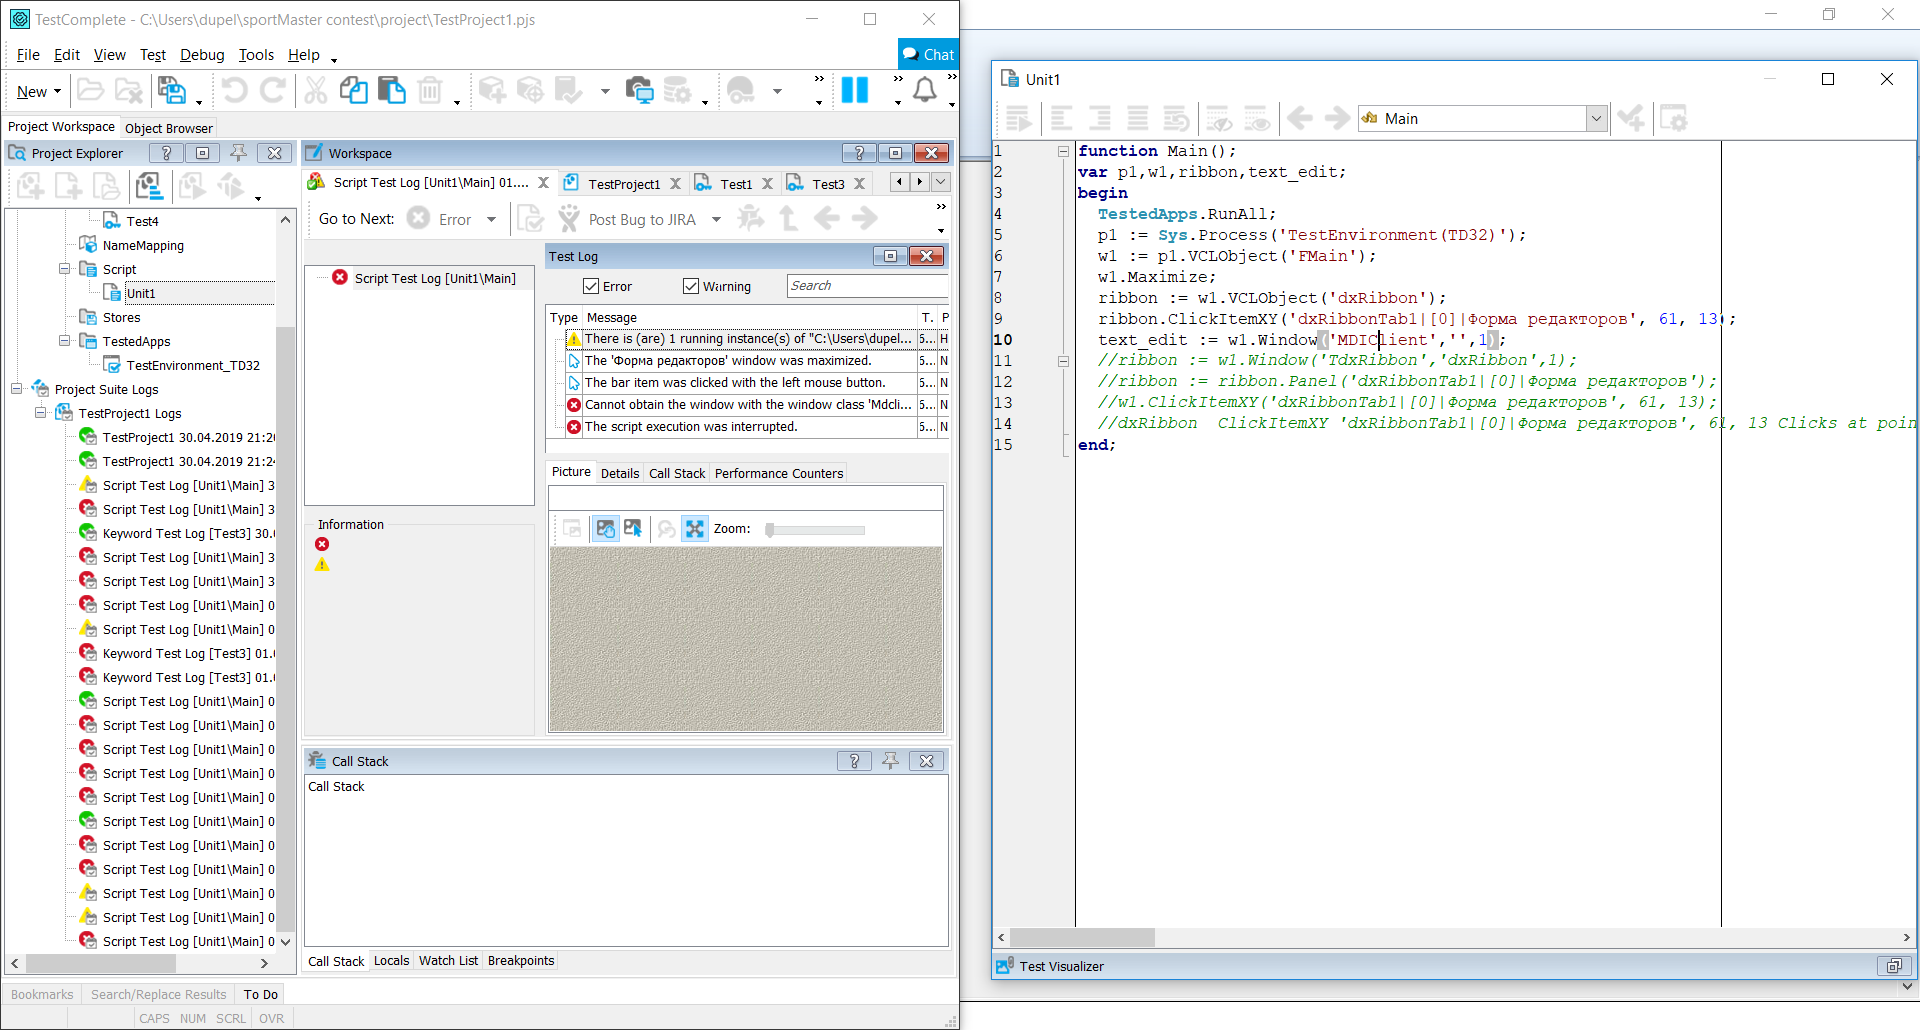 TestComplete - C:\Users\dupel\sportMaster contest\project\TestProject1.pjs
File Edit View Test Debug Tools Help
Chat
New
Project Workspace Object Browser
Project Explorer
Test4
NameMapping
Script
Unit1
Stores
TestedApps
TestEnvironment_TD32
Project Suite Logs
TestProject1 Logs
TestProject1 30.04.2019 21:20
TestProject1 30.04.2019 21:24
Script Test Log [Unit1\Main] 3
Script Test Log [Unit1\Main] 3
Keyword Test Log [Test3] 30.0
Script Test Log [Unit1\Main] 3
Script Test Log [Unit1\Main] 3
Script Test Log [Unit1\Main] 0
Script Test Log [Unit1\Main] 0
Keyword Test Log [Test3] 01.0
Keyword Test Log [Test3] 01.0
Script Test Log [Unit1\Main] 0
Script Test Log [Unit1\Main] 0
Script Test Log [Unit1\Main] 0
Script Test Log [Unit1\Main] 0
Script Test Log [Unit1\Main] 0
Script Test Log [Unit1\Main] 0
Script Test Log [Unit1\Main] 0
Script Test Log [Unit1\Main] 0
Script Test Log [Unit1\Main] 0
Script Test Log [Unit1\Main] 0
Script Test Log [Unit1\Main] 0
Workspace
Script Test Log [Unit1\Main] 01.... TestProject1 Test1 Test3
Go to Next: Error Post Bug to JIRA
Script Test Log [Unit1\Main]
Information
Test Log
Error Warning Search
Type Message T. P
There is (are) 1 running instance(s) of "C:\Users\dupel... 6... H
The 'Форма редакторов' window was maximized. 6... N
The bar item was clicked with the left mouse button. 6... N
Cannot obtain the window with the window class 'Mdcli... 6... N
The script execution was interrupted. 6... N
Picture Details Call Stack Performance Counters
Zoom:
Call Stack
Call Stack
Call Stack Locals Watch List Breakpoints
Bookmarks Search/Replace Results To Do
CAPS NUM SCRL OVR
Unit1
Main
1 function Main();
2 var p1,w1,ribbon,text_edit;
3 begin
4 TestedApps.RunAll;
5 p1 := Sys.Process('TestEnvironment(TD32)');
6 w1 := p1.VCLObject('FMain');
7 w1.Maximize;
8 ribbon := w1.VCLObject('dxRibbon');
9 ribbon.ClickItemXY('dxRibbonTab1|[0]|Форма редакторов', 61, 13);
10 text_edit := w1.Window('MDIClient','',1);
11 //ribbon := w1.Window('TdxRibbon','dxRibbon',1);
12 //ribbon := ribbon.Panel('dxRibbonTab1|[0]|Форма редакторов');
13 //w1.ClickItemXY('dxRibbonTab1|[0]|Форма редакторов', 61, 13);
14 //dxRibbon ClickItemXY 'dxRibbonTab1|[0]|Форма редакторов', 61, 13 Clicks at poin
15 end;
Test Visualizer